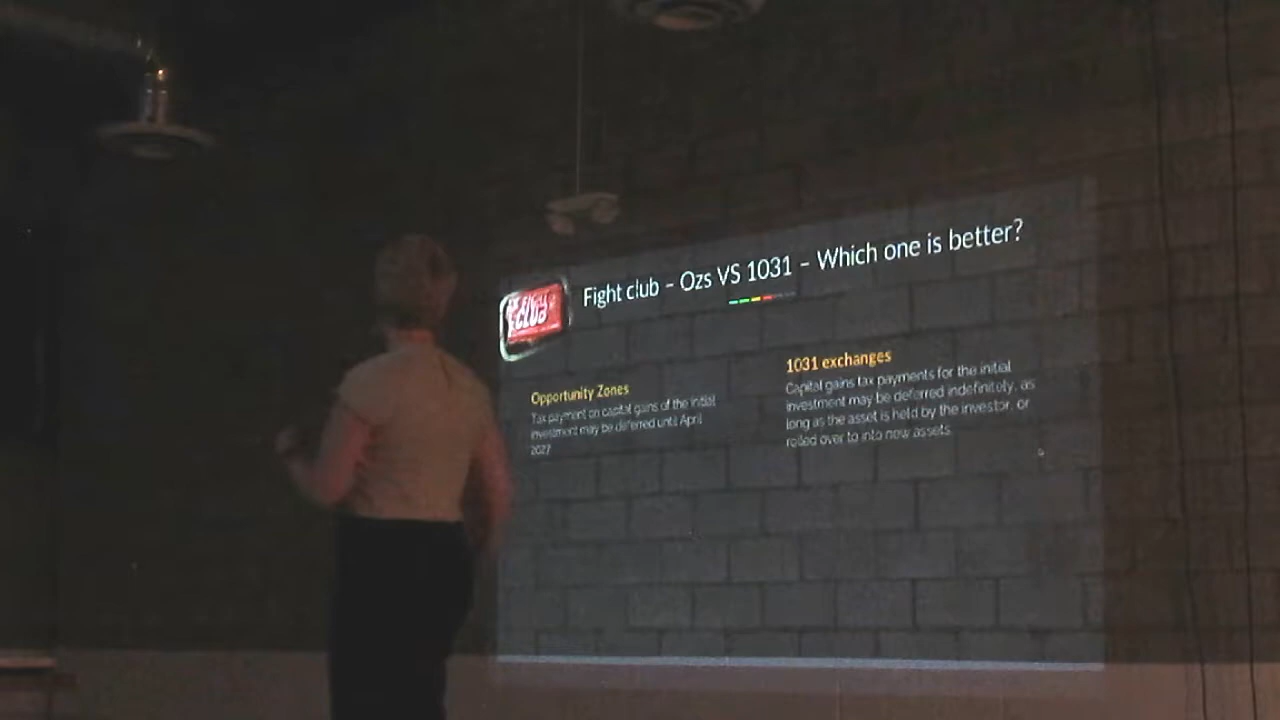 Fight club – Ozs VS 1031 – Which one is better?
CLUB
Opportunity Zones
Tax payment on capital gains of the initial
investment may be deferred until April
2027
1031 exchanges
Capital gains tax payments for the initial
investment may be deferred indefinitely, as
long as the asset is held by the investor, or
rolled over to into new assets.